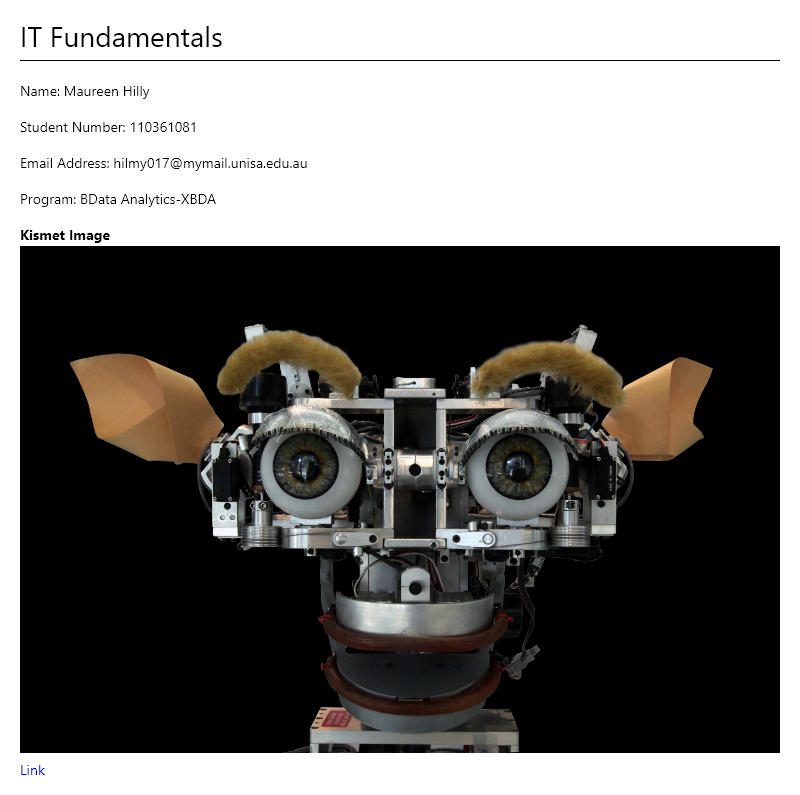 IT Fundamentals
Name: Maureen Hilly
Student Number: 110361081
Email Address: hilmy017@mymail.unisa.edu.au
Program: BData Analytics-XBDA
Kismet Image
Link